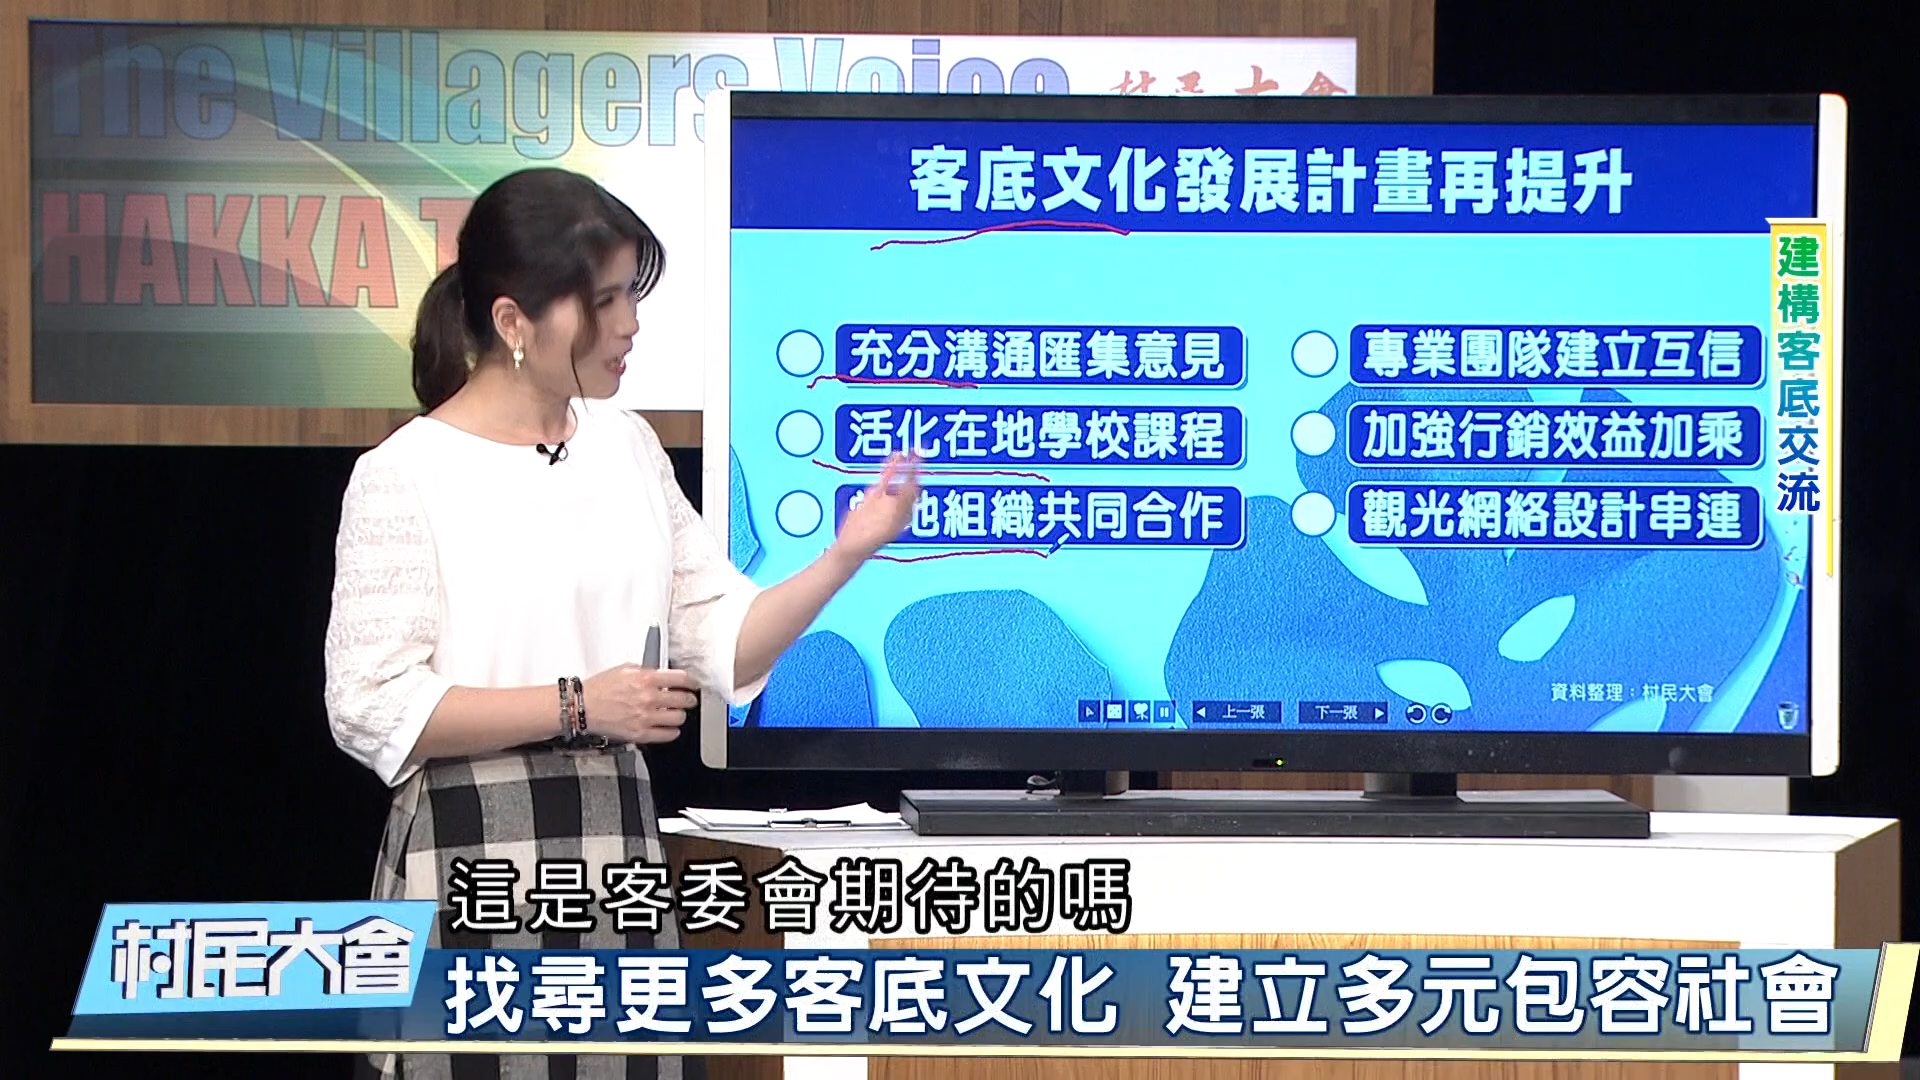 The Villagers Voice
村民大會
HAKKA
客底文化發展計畫再提升
充分溝通匯集意見
專業團隊建立互信
活化在地學校課程
加強行銷效益加乘
地組織共同合作
觀光網絡設計串連
資料整理：村民大會
上一張
下一張
建構客底交流
這是客委會期待的嗎
村民大會
找尋更多客底文化 建立多元包容社會